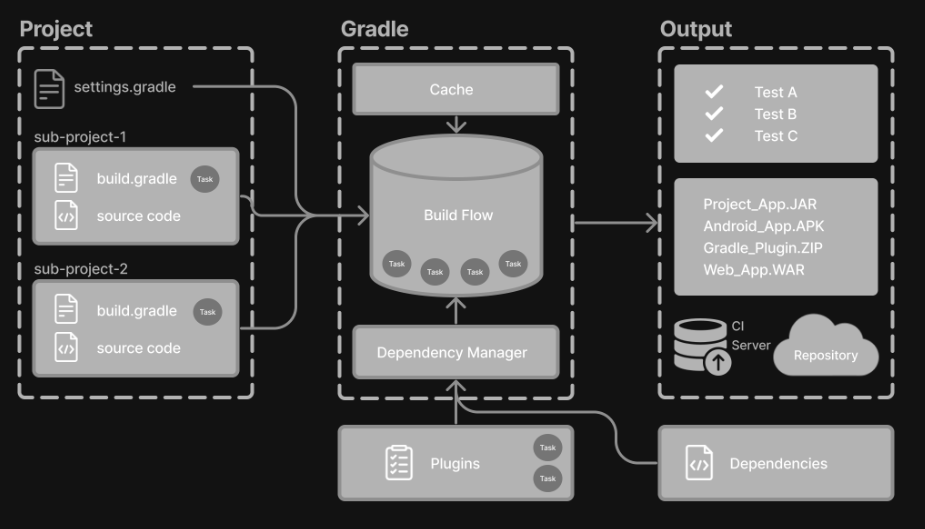 Project
settings.gradle
sub-project-1
build.gradle
Task
source code
sub-project-2
build.gradle
Task
source code
Gradle
Cache
Build Flow
Task
Task
Task
Task
Dependency Manager
Plugins
Task
Task
Output
Test A
Test B
Test C
Project_App.JAR
Android_App.APK
Gradle_Plugin.ZIP
Web_App.WAR
CI
Server
Repository
Dependencies